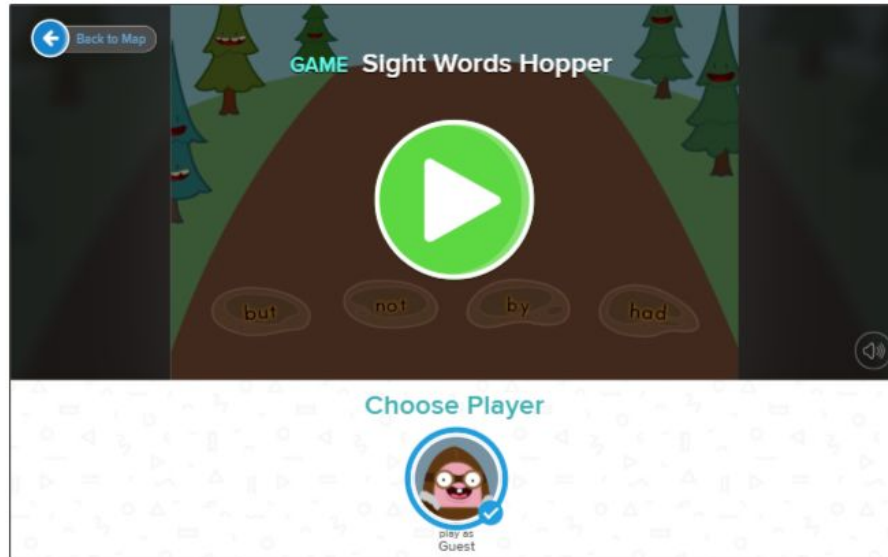 Back to Map
GAME Sight Words Hopper
but not by had
Choose Player
play as
Guest